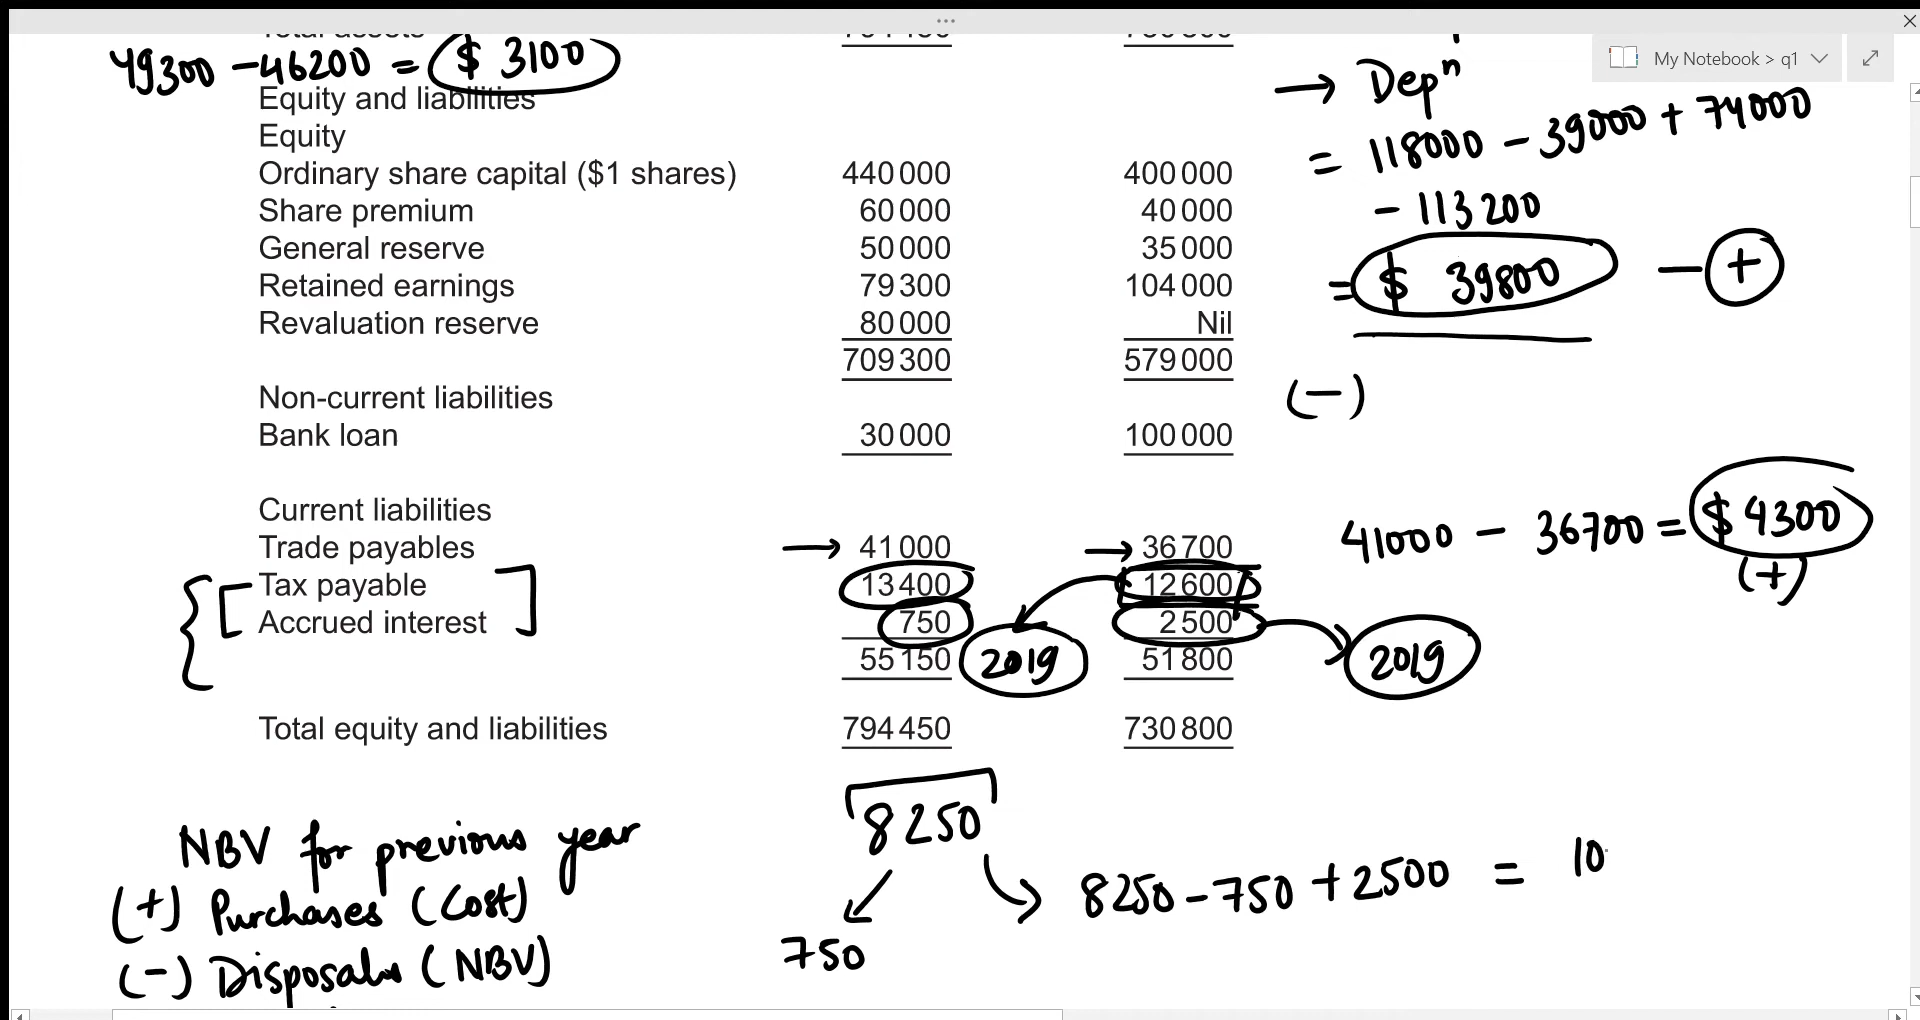 49300 - 46200 = $ 3100
My Notebook > q1
→ Depⁿ
= 118000 - 39000 + 74000
- 113200
= $ 39800 — +
(-)
Equity and liabilities
Equity
Ordinary share capital ($1 shares) 440 000 400 000
Share premium 60 000 40 000
General reserve 50 000 35 000
Retained earnings 79 300 104 000
Revaluation reserve 80 000 Nil
709 300 579 000
Non-current liabilities
Bank loan 30 000 100 000
Current liabilities
Trade payables → 41 000 → 36 700
Tax payable 13 400 12 600
Accrued interest 750 2 500
55 150 2019 51 800 2019
41000 - 36700 = $ 4300
(+)
Total equity and liabilities 794 450 730 800
8250
750
8250 - 750 + 2500 = 10
NBV for previous year
(+) Purchases (Cost)
(-) Disposals (NBV)